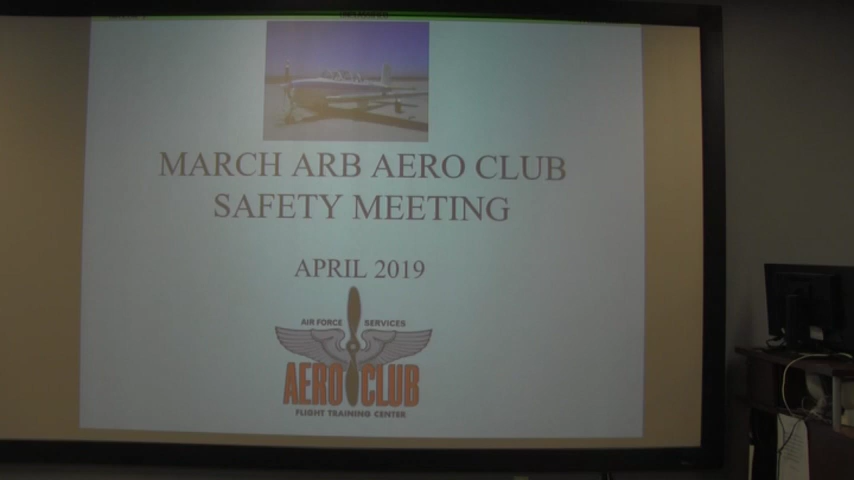 MARCH ARB AERO CLUB
SAFETY MEETING
APRIL 2019
AIR FORCE SERVICES
AERO CLUB
FLIGHT TRAINING CENTER